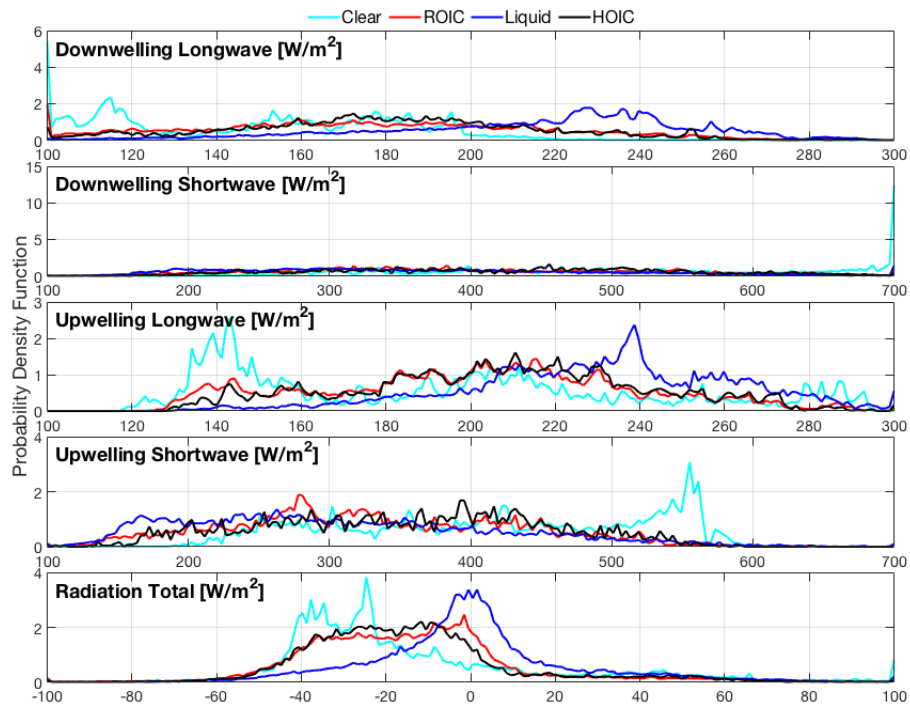 Clear ROIC Liquid HOIC
Probability Density Function
Downwelling Longwave [W/m²]
6
4
2
0
100 120 140 160 180 200 220 240 260 280 300
Downwelling Shortwave [W/m²]
15
10
5
0
200 300 400 500 600 700
Upwelling Longwave [W/m²]
3
2
1
0
100 120 140 160 180 200 220 240 260 280 300
Upwelling Shortwave [W/m²]
4
2
0
100 200 300 400 500 600 700
Radiation Total [W/m²]
4
2
0
-100 -80 -60 -40 -20 0 20 40 60 80 100